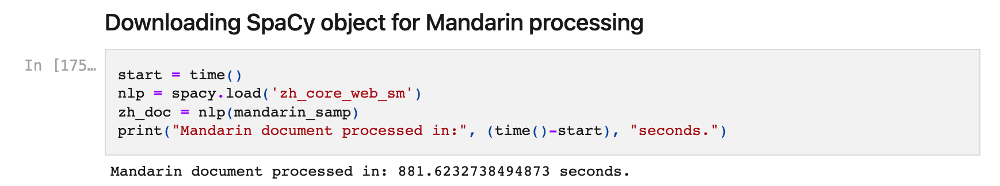 Downloading SpaCy object for Mandarin processing
In [175…
start = time()
nlp = spacy.load('zh_core_web_sm')
zh_doc = nlp(mandarin_samp)
print("Mandarin document processed in:", (time()-start), "seconds.")
Mandarin document processed in: 881.6232738494873 seconds.